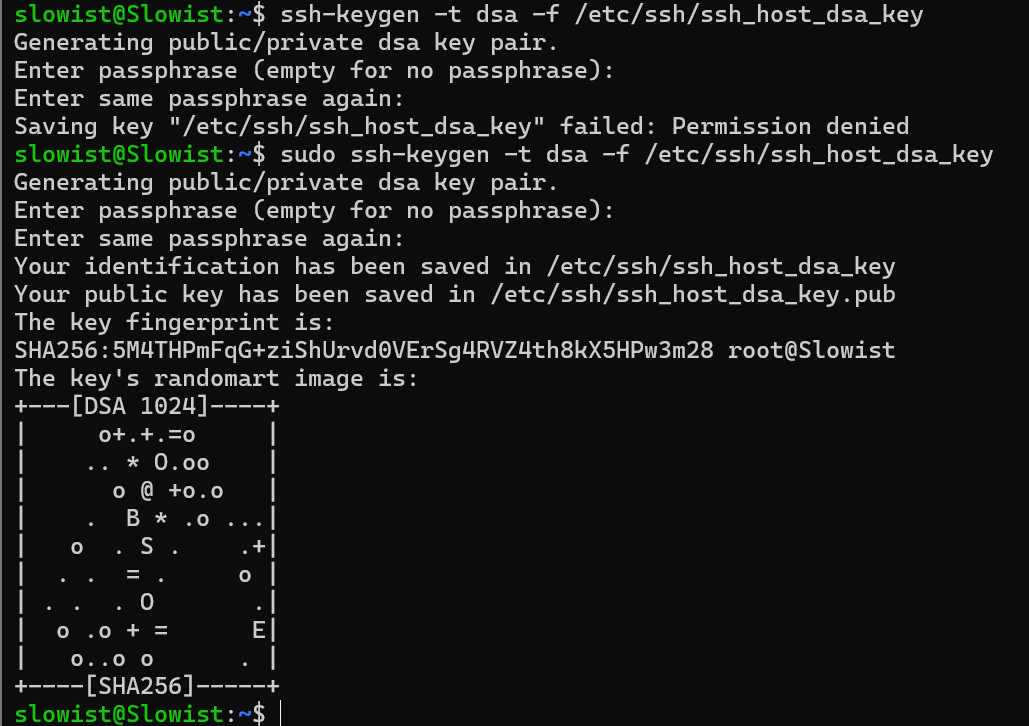 slowist@Slowist:~$ ssh-keygen -t dsa -f /etc/ssh/ssh_host_dsa_key
Generating public/private dsa key pair.
Enter passphrase (empty for no passphrase):
Enter same passphrase again:
Saving key "/etc/ssh/ssh_host_dsa_key" failed: Permission denied
slowist@Slowist:~$ sudo ssh-keygen -t dsa -f /etc/ssh/ssh_host_dsa_key
Generating public/private dsa key pair.
Enter passphrase (empty for no passphrase):
Enter same passphrase again:
Your identification has been saved in /etc/ssh/ssh_host_dsa_key
Your public key has been saved in /etc/ssh/ssh_host_dsa_key.pub
The key fingerprint is:
SHA256:5M4THPmFqG+ziShUrvd0VErSg4RVZ4th8kX5HPw3m28 root@Slowist
The key's randomart image is:
+---[DSA 1024]----+
|     o+.+.=o     |
|    .. * O.oo    |
|      o @ +o.o   |
|    .  B * .o ...|
|   o  . S .    .+|
|  . .  = .     o |
| . .  . O       .|
|  o .o + =      E|
|   o..o o      . |
+----[SHA256]-----+
slowist@Slowist:~$